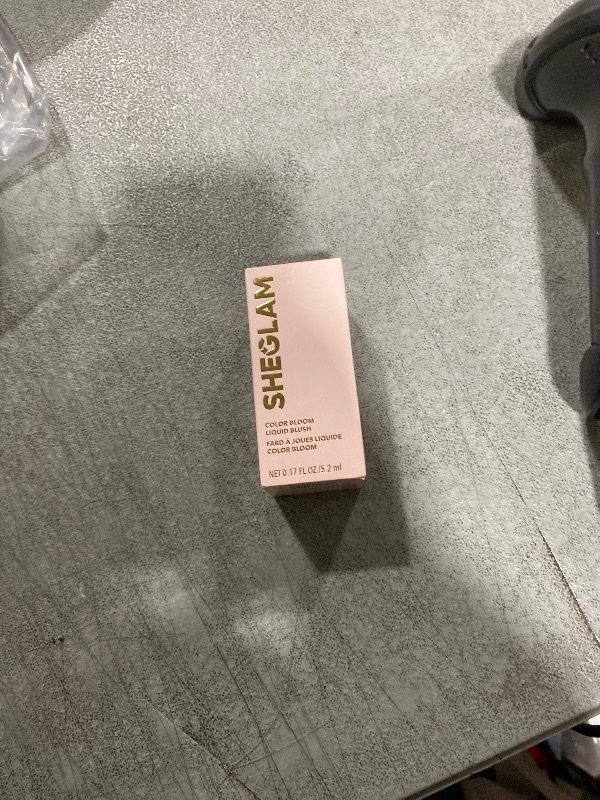 SHEGLAM
COLOR BLOOM
LIQUID BLUSH
FARD À JOUES LIQUIDE
COLOR BLOOM
NET 0.17 FL OZ /5.2 ml